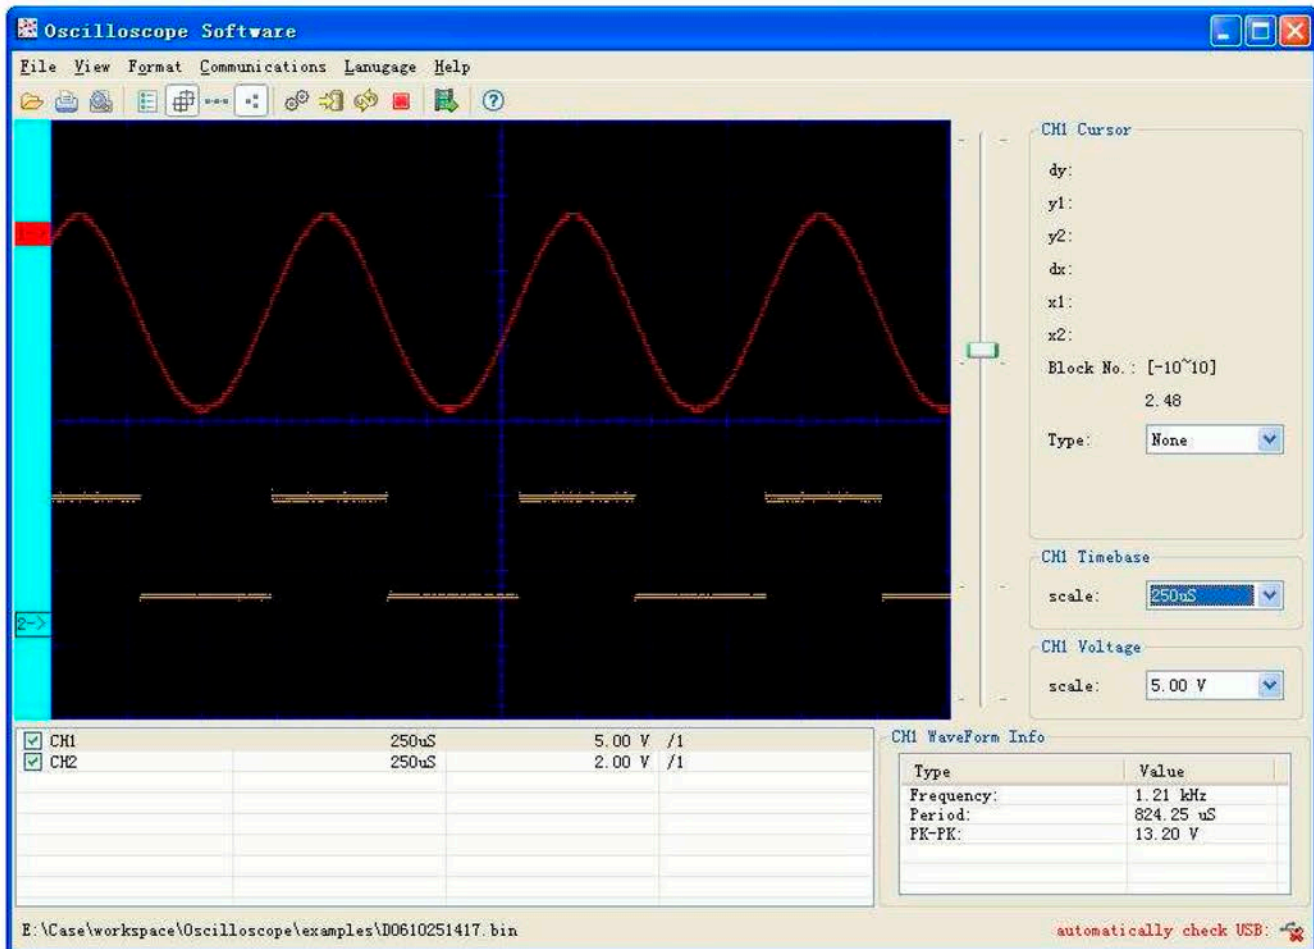 Oscilloscope Software
File View Format Communications Lanugage Help
CH1 Cursor
dy:
y1:
y2:
dx:
x1:
x2:
Block No.: [-10~10]
2.48
Type: None
CH1 Timebase
scale: 250uS
CH1 Voltage
scale: 5.00 V
2->
CH1 250uS 5.00 V /1
CH2 250uS 2.00 V /1
CH1 WaveForm Info
Type Value
Frequency: 1.21 kHz
Period: 824.25 uS
PK-PK: 13.20 V
E:\Case\workspace\Oscilloscope\examples\D0610251417.bin
automatically check USB: